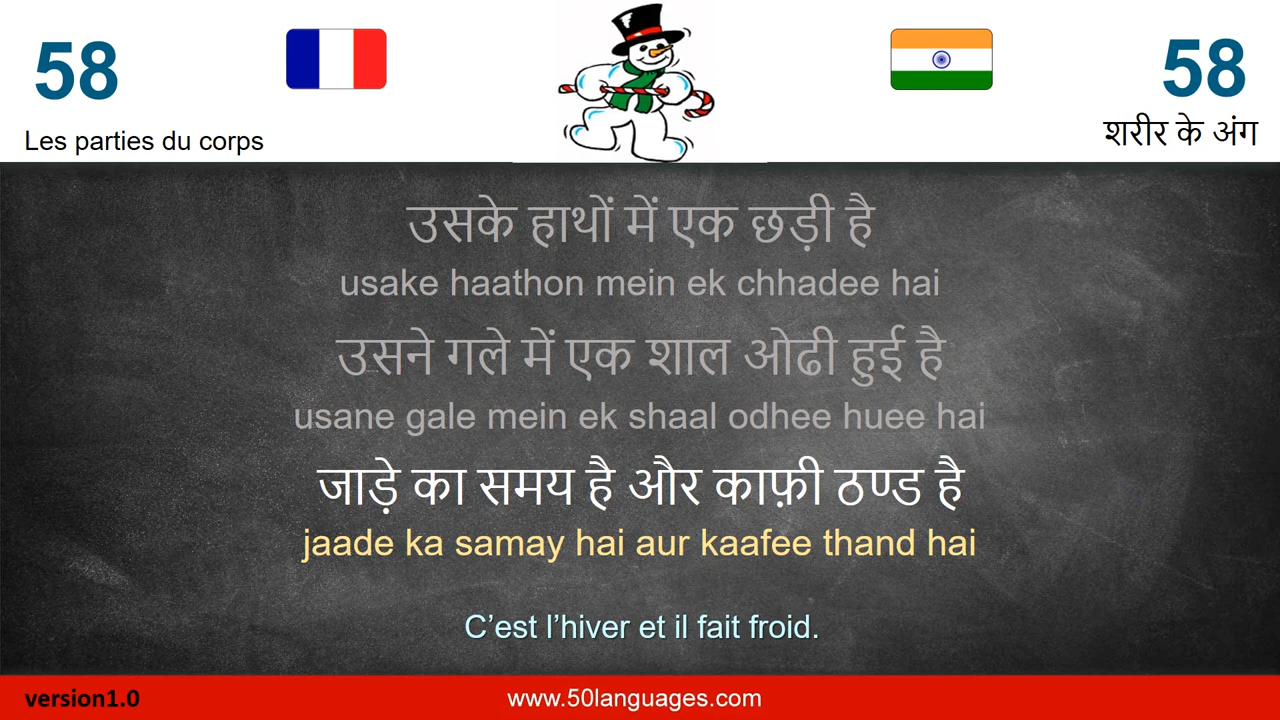 58
58
Les parties du corps
शरीर के अंग
उसके हाथों में एक छड़ी है
usake haathon mein ek chhadee hai
उसने गले में एक शाल ओढी हुई है
usane gale mein ek shaal odhee huee hai
जाड़े का समय है और काफ़ी ठण्ड है
jaade ka samay hai aur kaafee thand hai
C’est l’hiver et il fait froid.
version1.0
www.50languages.com